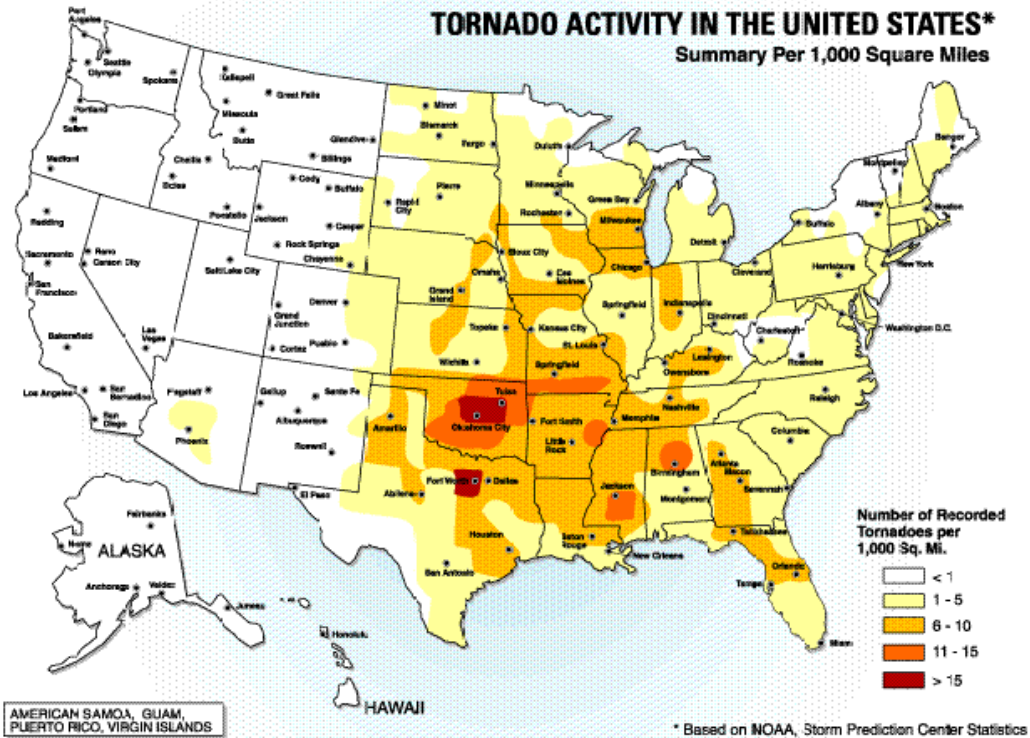 TORNADO ACTIVITY IN THE UNITED STATES*
Summary Per 1,000 Square Miles
Port
Angeles
Seattle
Olympia
Spokane
Portland
Salem
Medford
Kalispell
Great Falls
Missoula
Butte
Glendive
Billings
Boise
Pocatello
Cody
Buffalo
Jackson
Casper
Rock Springs
Cheyenne
Redding
Sacramento
San
Francisco
Reno
Carson City
Salt Lake City
Bakersfield
Las
Vegas
Los Angeles
San
Bernardino
San
Diego
Grand
Junction
Denver
Pueblo
Cortez
Flagstaff
Phoenix
Gallup
Santa Fe
Albuquerque
Roswell
El Paso
Minot
Bismarck
Fargo
Pierre
Rapid
City
Duluth
Minneapolis
Rochester
Green Bay
Milwaukee
Sioux City
Omaha
Des
Moines
Grand
Island
Chicago
Detroit
Topeka
Kansas City
Wichita
St. Louis
Springfield
Springfield
Indianapolis
Cincinnati
Cleveland
Charleston
Lexington
Owensboro
Roanoke
Tulsa
Oklahoma City
Amarillo
Fort Smith
Little
Rock
Memphis
Nashville
Raleigh
Columbia
Fort Worth
Dallas
Abilene
Houston
San Antonio
Jackson
Birmingham
Montgomery
Atlanta
Macon
Savannah
Baton
Rouge
New Orleans
Tallahassee
Orlando
Tampa
Miami
Montpelier
Bangor
Albany
Boston
Buffalo
New York
Harrisburg
Washington D.C.
Fairbanks
Nome
ALASKA
Anchorage
Valdez
Juneau
Honolulu
HAWAII
Number of Recorded
Tornadoes per
1,000 Sq. Mi.
< 1
1 - 5
6 - 10
11 - 15
> 15
AMERICAN SAMOA, GUAM,
PUERTO RICO, VIRGIN ISLANDS
* Based on NOAA, Storm Prediction Center Statistics